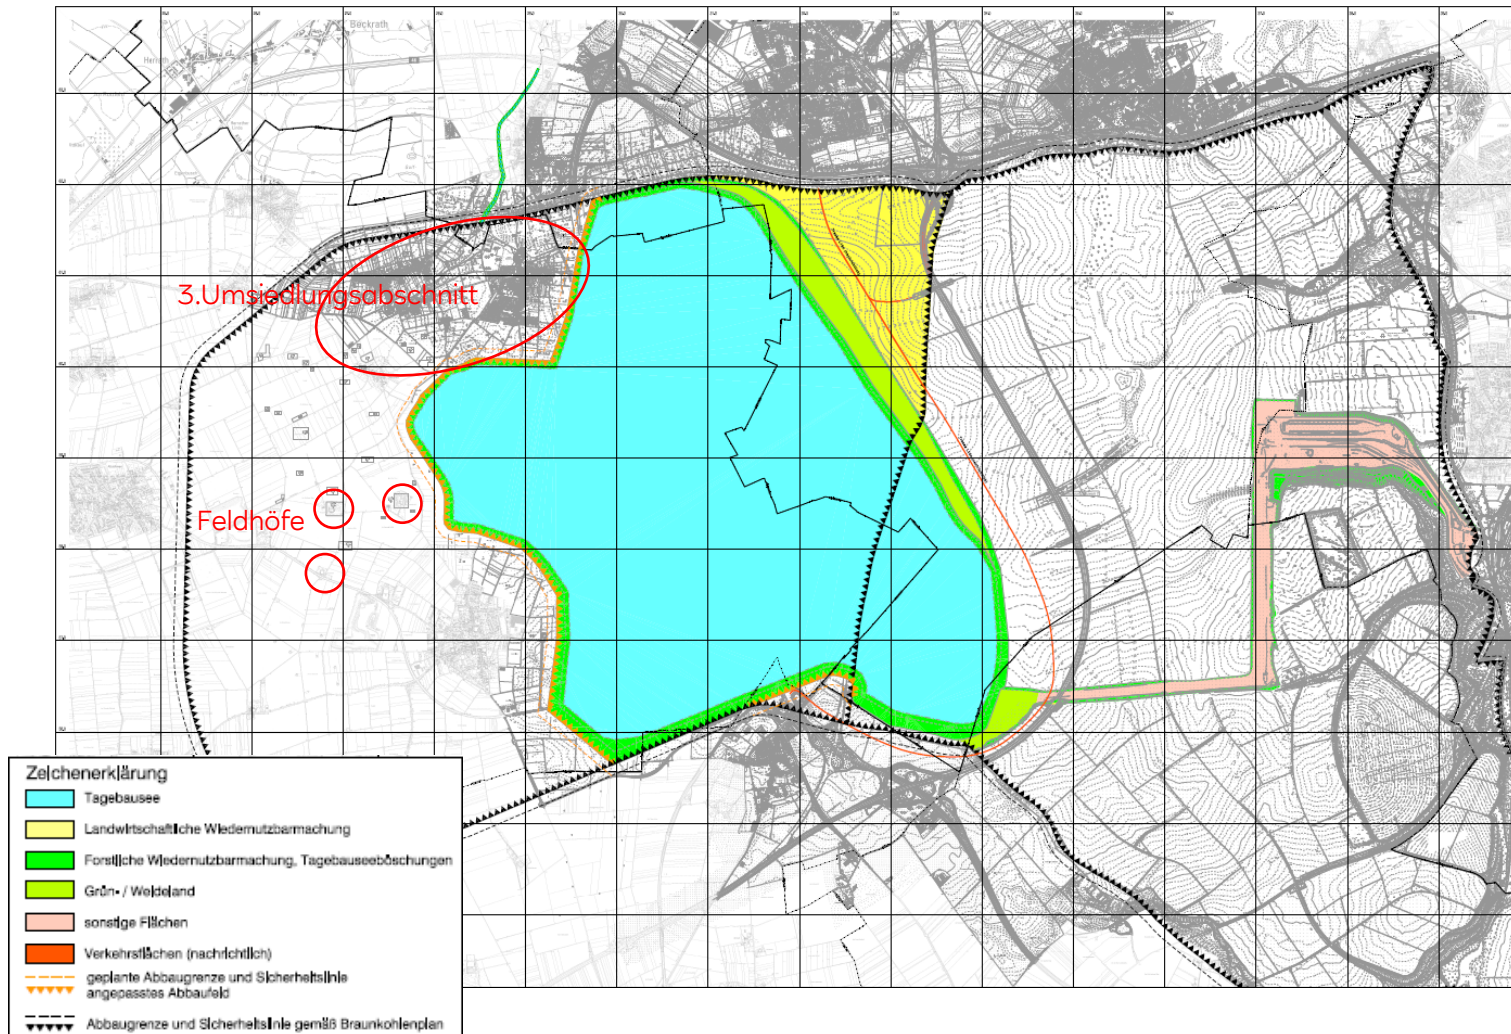 Beckrath
3.Umsiedlungsabschnitt
Feldhöfe
Zeichenerklärung
Tagebausee
Landwirtschaftliche Wiedernutzbarmachung
Forstliche Wiedernutzbarmachung, Tagebauseeböschungen
Grün- / Weideland
sonstige Flächen
Verkehrsflächen (nachrichtlich)
geplante Abbaugrenze und Sicherheitslinie
angepasstes Abbaufeld
Abbaugrenze und Sicherheitslinie gemäß Braunkohlenplan